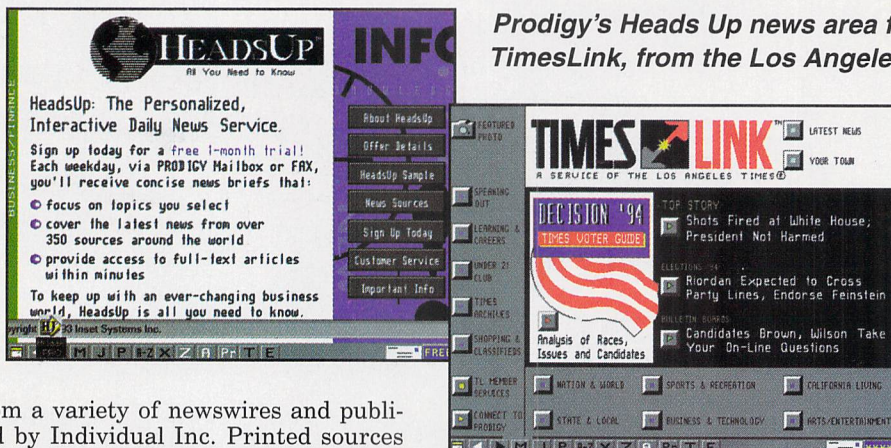 Prodigy's Heads Up news area f
TimesLink, from the Los Angele
BUSINESS/FINANCE
HEADSUP™
All You Need to Know
HeadsUp: The Personalized,
Interactive Daily News Service.
Sign up today for a free 1-month trial!
Each weekday, via PRODIGY Mailbox or FAX,
you'll receive concise news briefs that:
focus on topics you select
cover the latest news from over
350 sources around the world
provide access to full-text articles
within minutes
To keep up with an ever-changing business
world, HeadsUp is all you need to know.
yright 93 Inset Systems Inc.
M J P B-Z X Z A Pr T E FREE
INFO
About HeadsUp
Offer Details
HeadsUp Sample
News Sources
Sign Up Today
Customer Service
Important Info
FEATURED
PHOTO
SPEAKING
OUT
LEARNING &
CAREERS
UNDER 21
CLUB
TIMES
ARCHIVES
SHOPPING &
CLASSIFIEDS
TL MEMBER
SERVICES
CONNECT TO
PRODIGY
TIMES LINK™
A SERVICE OF THE LOS ANGELES TIMES®
LATEST NEWS
YOUR TOWN
DECISION '94
TIMES VOTER GUIDE
Analysis of Races,
Issues and Candidates
TOP STORY
Shots Fired at White House;
President Not Harmed
ELECTIONS '94
Riordan Expected to Cross
Party Lines, Endorse Feinstein
BULLETIN BOARDS
Candidates Brown, Wilson Take
Your On-Line Questions
NATION & WORLD
SPORTS & RECREATION
CALIFORNIA LIVING
STATE & LOCAL
BUSINESS & TECHNOLOGY
ARTS/ENTERTAINMENT
M J P B-Z X Z A Pr T E
om a variety of newswires and publi-
d by Individual Inc. Printed sources